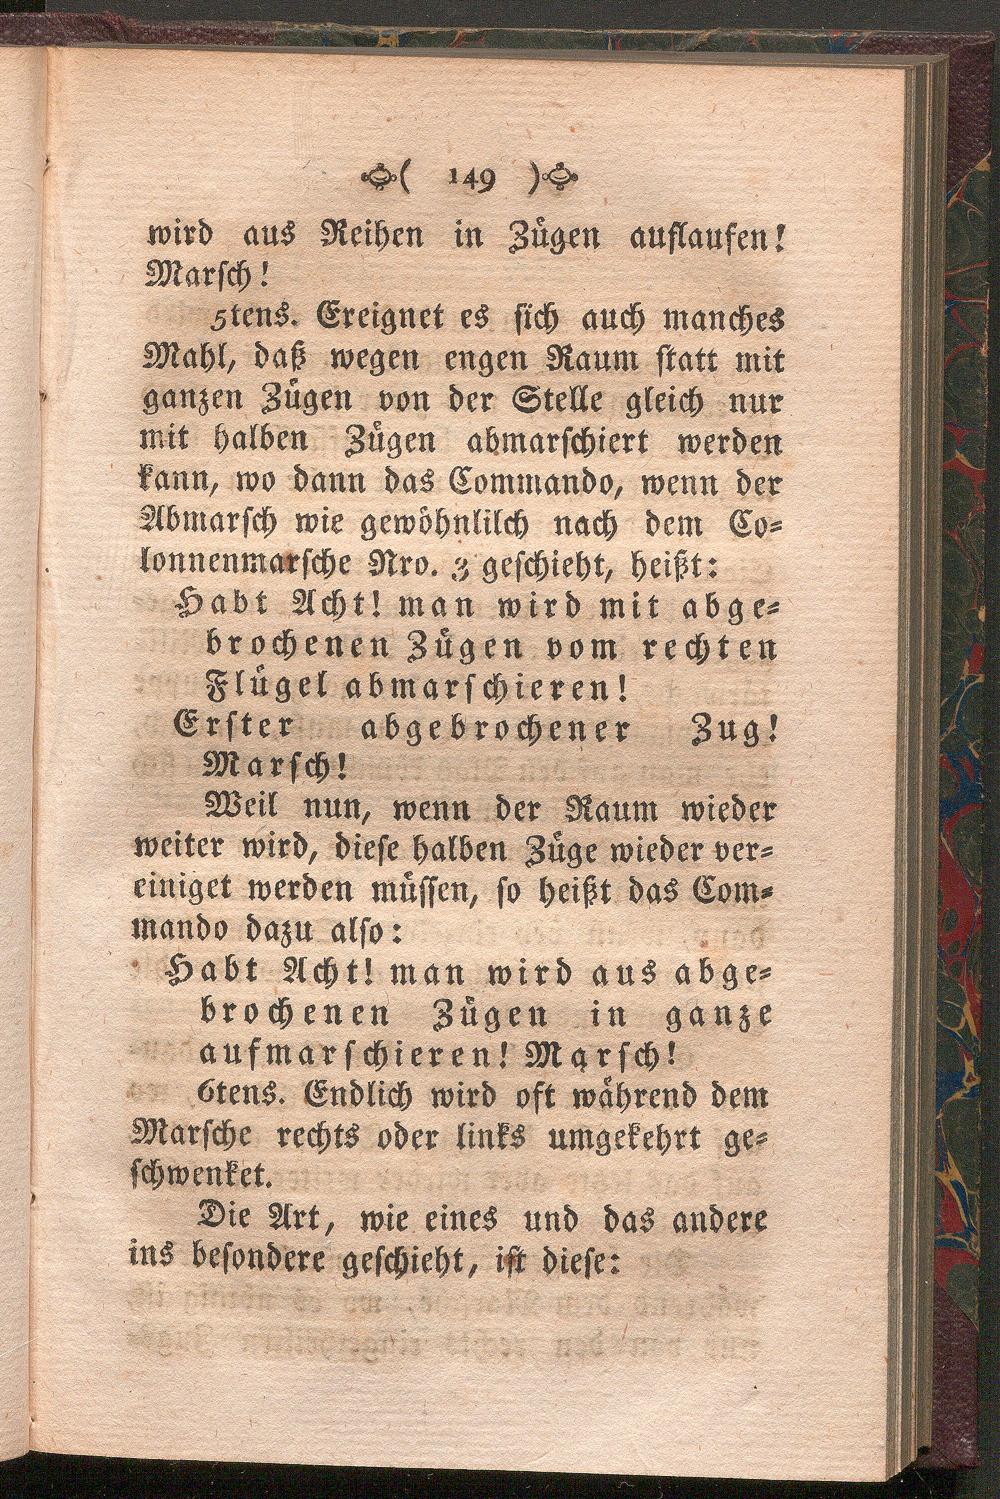 ( 149 )
wird aus Reihen in Zügen auflaufen!
Marsch!
5tens. Ereignet es sich auch manches
Mahl, daß wegen engen Raum statt mit
ganzen Zügen von der Stelle gleich nur
mit halben Zügen abmarschiert werden
kann, wo dann das Commando, wenn der
Abmarsch wie gewöhnlilch nach dem Co-
lonnenmarsche Nro. 3 geschieht, heißt:
Habt Acht! man wird mit abge-
brochenen Zügen vom rechten
Flügel abmarschieren!
Erster abgebrochener Zug!
Marsch!
Weil nun, wenn der Raum wieder
weiter wird, diese halben Züge wieder ver-
einiget werden müssen, so heißt das Com-
mando dazu also:
Habt Acht! man wird aus abge-
brochenen Zügen in ganze
aufmarschieren! Marsch!
6tens. Endlich wird oft während dem
Marsche rechts oder links umgekehrt ge-
schwenket.
Die Art, wie eines und das andere
ins besondere geschieht, ist diese: